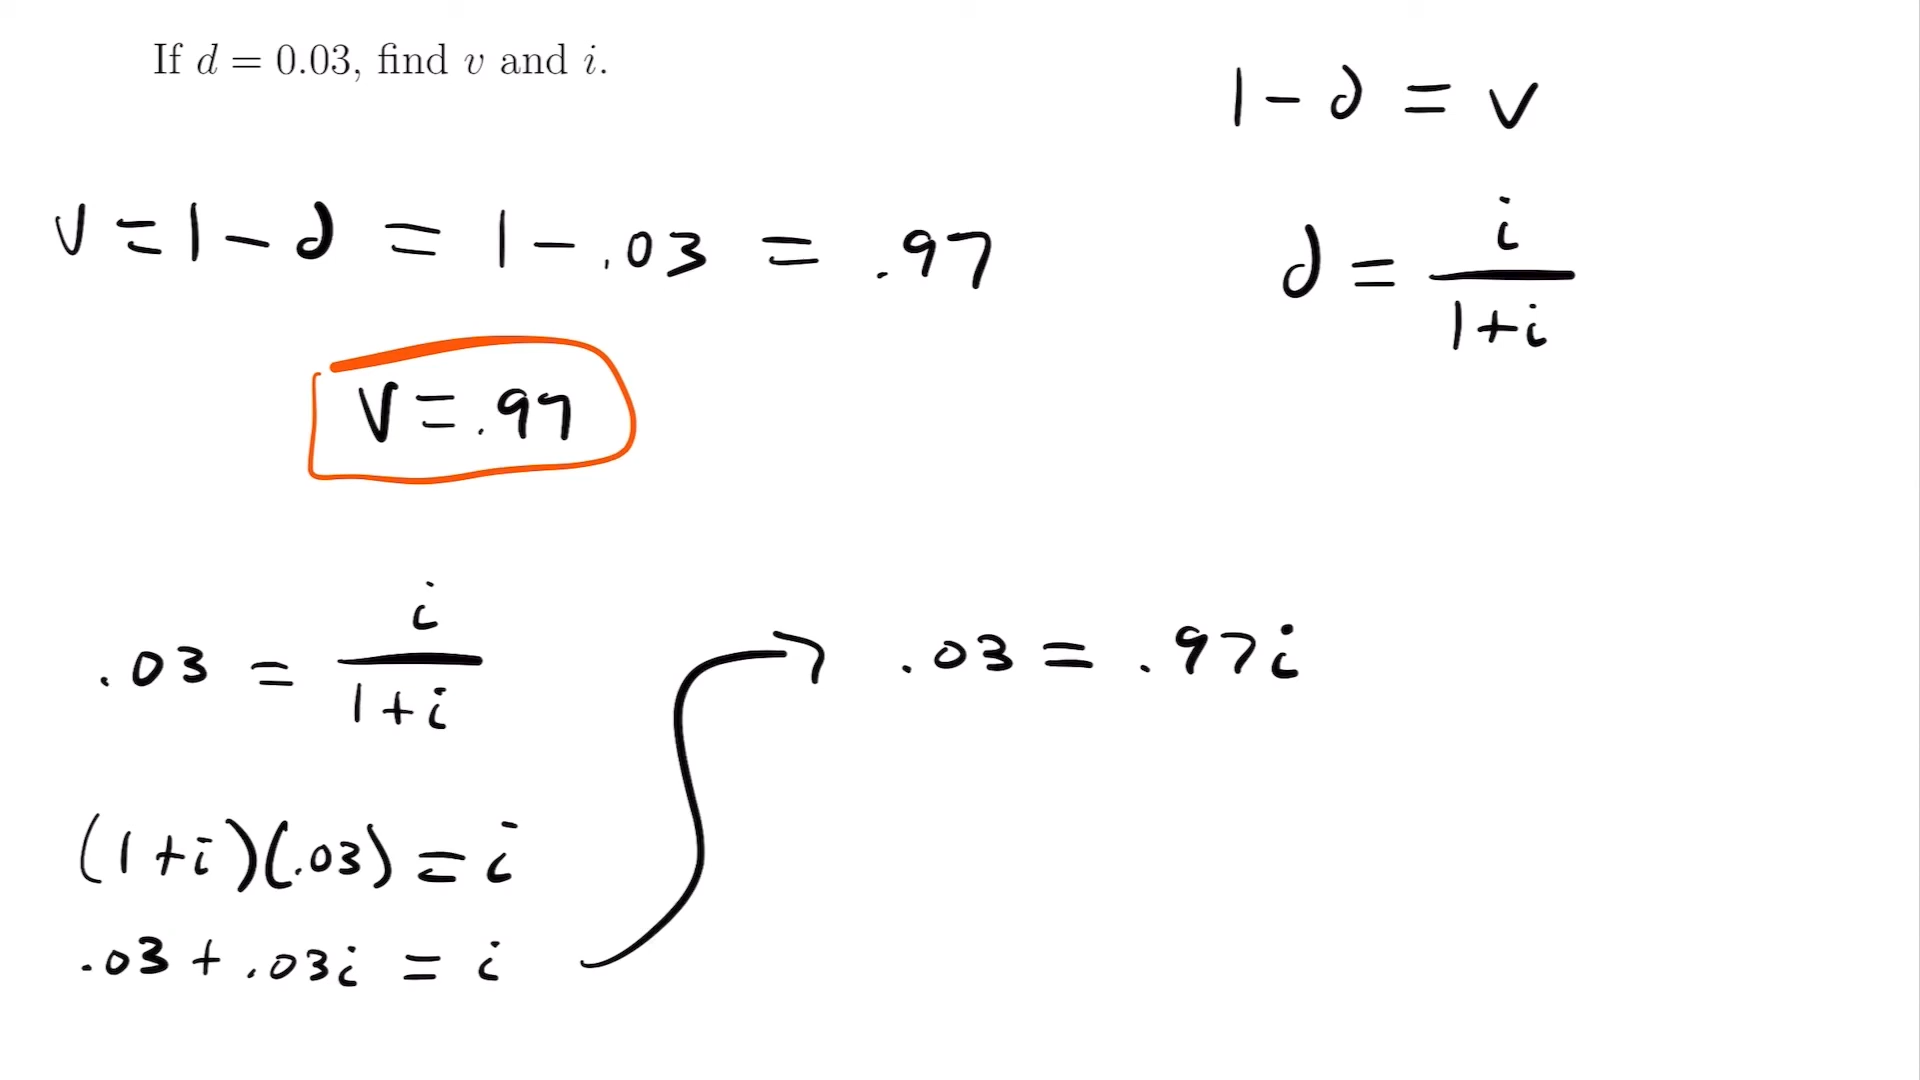 If d = 0.03, find v and i.
1 - d = v
v = 1 - d = 1 - .03 = .97
d = i/(1+i)
v = .97
.03 = i/(1+i)
.03 = .97i
(1+i)(.03) = i
.03 + .03i = i